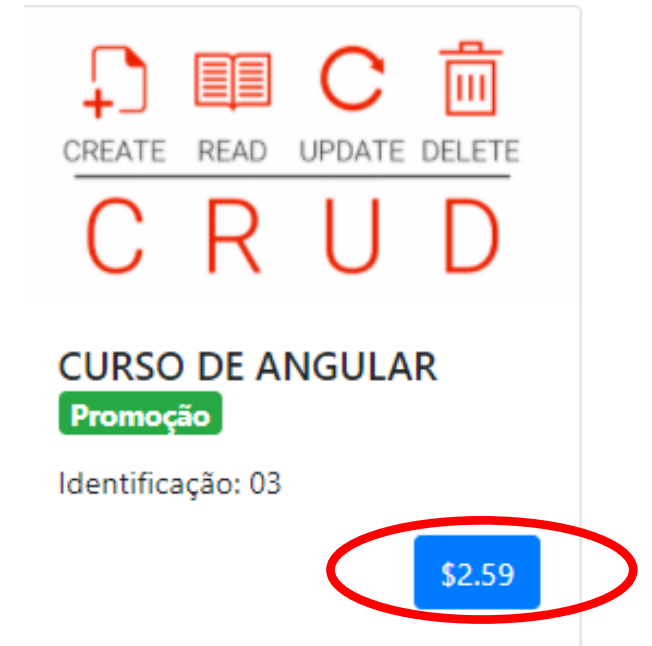 CREATE READ UPDATE DELETE
C R U D
CURSO DE ANGULAR
Promoção
Identificação: 03
$2.59